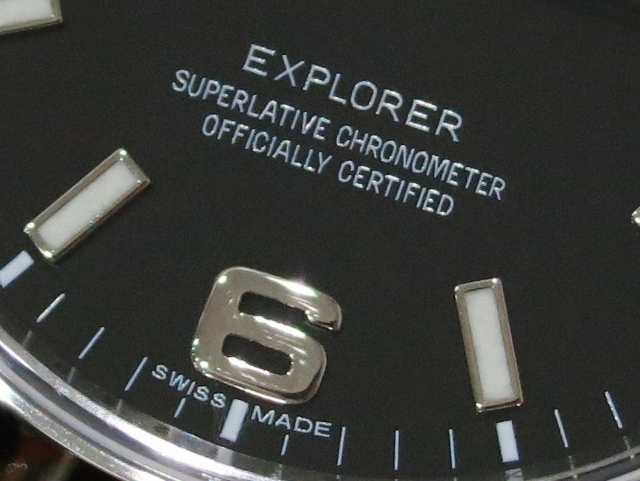 EXPLORER
SUPERLATIVE CHRONOMETER
OFFICIALLY CERTIFIED
6
SWISS MADE